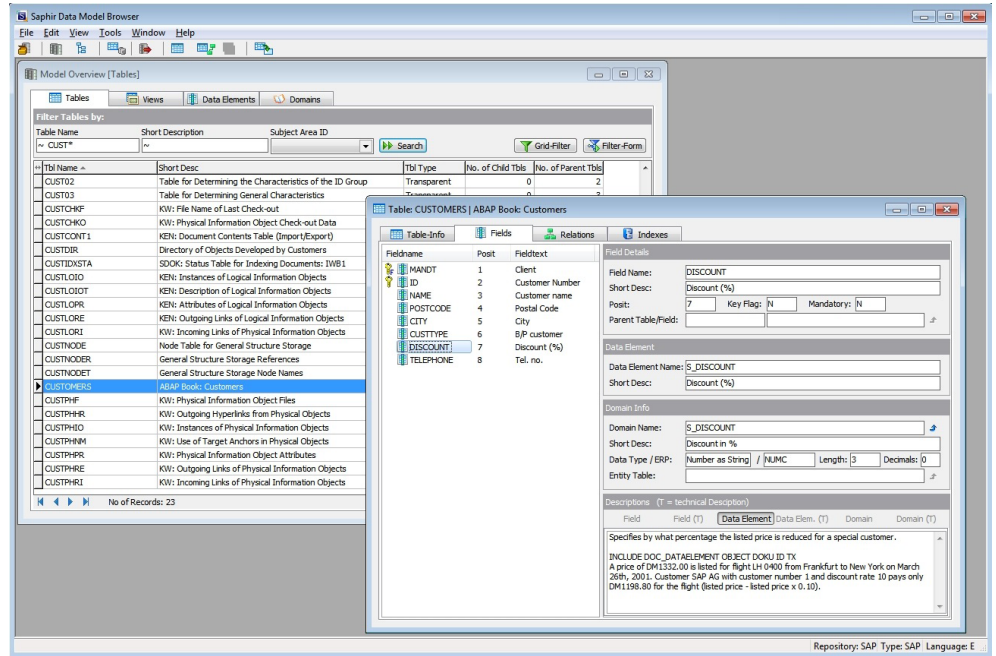 Saphir Data Model Browser
File Edit View Tools Window Help
Model Overview [Tables]
Tables Views Data Elements Domains
Filter Tables by:
Table Name Short Description Subject Area ID
~ CUST* ~ Search Grid-Filter Filter-Form
Tbl Name Short Desc Tbl Type No. of Child Tbls No. of Parent Tbls
CUST02 Table for Determining the Characteristics of the ID Group Transparent 0 2
CUST03 Table for Determining General Characteristics
CUSTCHKF KW: File Name of Last Check-out
CUSTCHKO KW: Physical Information Object Check-out Data
CUSTCONT1 KEN: Document Contents Table (Import/Export)
CUSTDIR Directory of Objects Developed by Customers
CUSTIDXSTA SDOK: Status Table for Indexing Documents: IWB1
CUSTLOIO KEN: Instances of Logical Information Objects
CUSTLOIOT KEN: Description of Logical Information Objects
CUSTLOPR KEN: Attributes of Logical Information Objects
CUSTLORE KEN: Outgoing Links of Logical Information Objects
CUSTLORI KW: Incoming Links of Physical Information Objects
CUSTNODE Node Table for General Structure Storage
CUSTNODER General Structure Storage References
CUSTNODET General Structure Storage Node Names
CUSTOMERS ABAP Book: Customers
CUSTPHF KW: Physical Information Object Files
CUSTPHHR KW: Outgoing Hyperlinks from Physical Objects
CUSTPHIO KW: Instances of Physical Information Objects
CUSTPHNM KW: Use of Target Anchors in Physical Objects
CUSTPHPR KW: Physical Information Object Attributes
CUSTPHRE KW: Outgoing Links of Physical Information Objects
CUSTPHRI KW: Incoming Links of Physical Information Objects
No of Records: 23
Table: CUSTOMERS | ABAP Book: Customers
Table-Info Fields Relations Indexes
Fieldname Posit Fieldtext
MANDT 1 Client
ID 2 Customer Number
NAME 3 Customer name
POSTCODE 4 Postal Code
CITY 5 City
CUSTTYPE 6 B/P customer
DISCOUNT 7 Discount (%)
TELEPHONE 8 Tel. no.
Field Details
Field Name: DISCOUNT
Short Desc: Discount (%)
Posit: 7 Key Flag: N Mandatory: N
Parent Table/Field:
Data Element
Data Element Name: S_DISCOUNT
Short Desc: Discount (%)
Domain Info
Domain Name: S_DISCOUNT
Short Desc: Discount in %
Data Type / ERP: Number as String / NUMC Length: 3 Decimals: 0
Entity Table:
Descriptions (T = technical Desciption)
Field Field (T) Data Element Data Elem. (T) Domain Domain (T)
Specifies by what percentage the listed price is reduced for a special customer.
INCLUDE DOC_DATAELEMENT OBJECT DOKU ID TX
A price of DM1332.00 is listed for flight LH 0400 from Frankfurt to New York on March
26th, 2001. Customer SAP AG with customer number 1 and discount rate 10 pays only
DM1198.80 for the flight (listed price - listed price x 0.10).
Repository: SAP Type: SAP Language: E